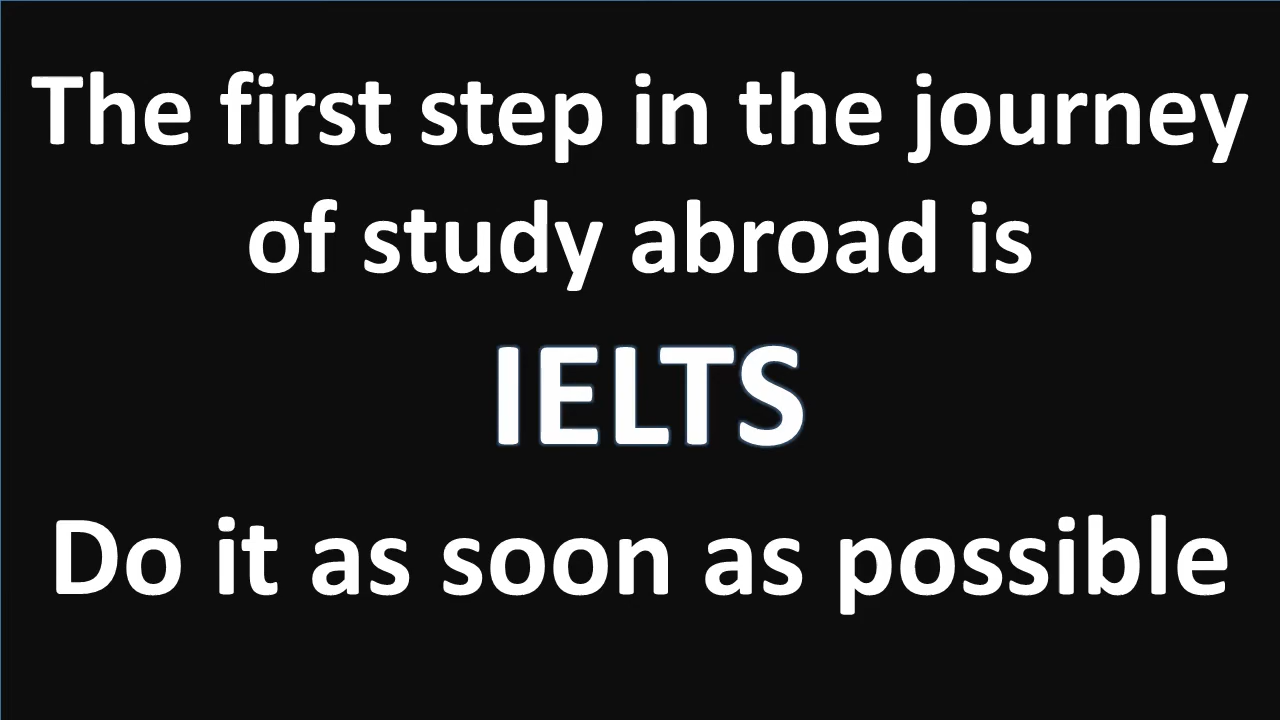 The first step in the journey
of study abroad is
IELTS
Do it as soon as possible